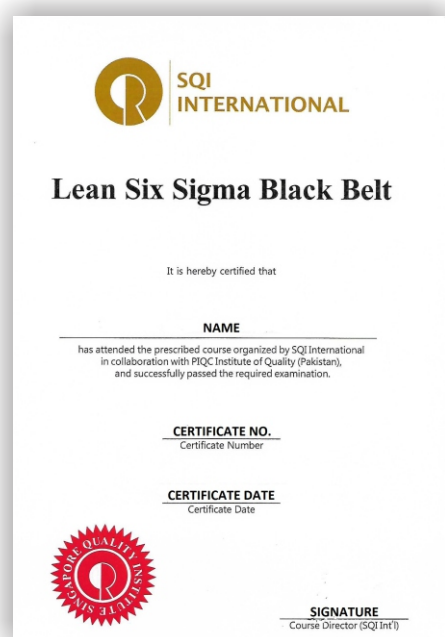 SQI
INTERNATIONAL
Lean Six Sigma Black Belt
It is hereby certified that
NAME
has attended the prescribed course organized by SQI International
in collaboration with PIQC Institute of Quality (Pakistan),
and successfully passed the required examination.
CERTIFICATE NO.
Certificate Number
CERTIFICATE DATE
Certificate Date
SINGAPORE QUALITY INSTITUTE
SIGNATURE
Course Director (SQI Int'l)